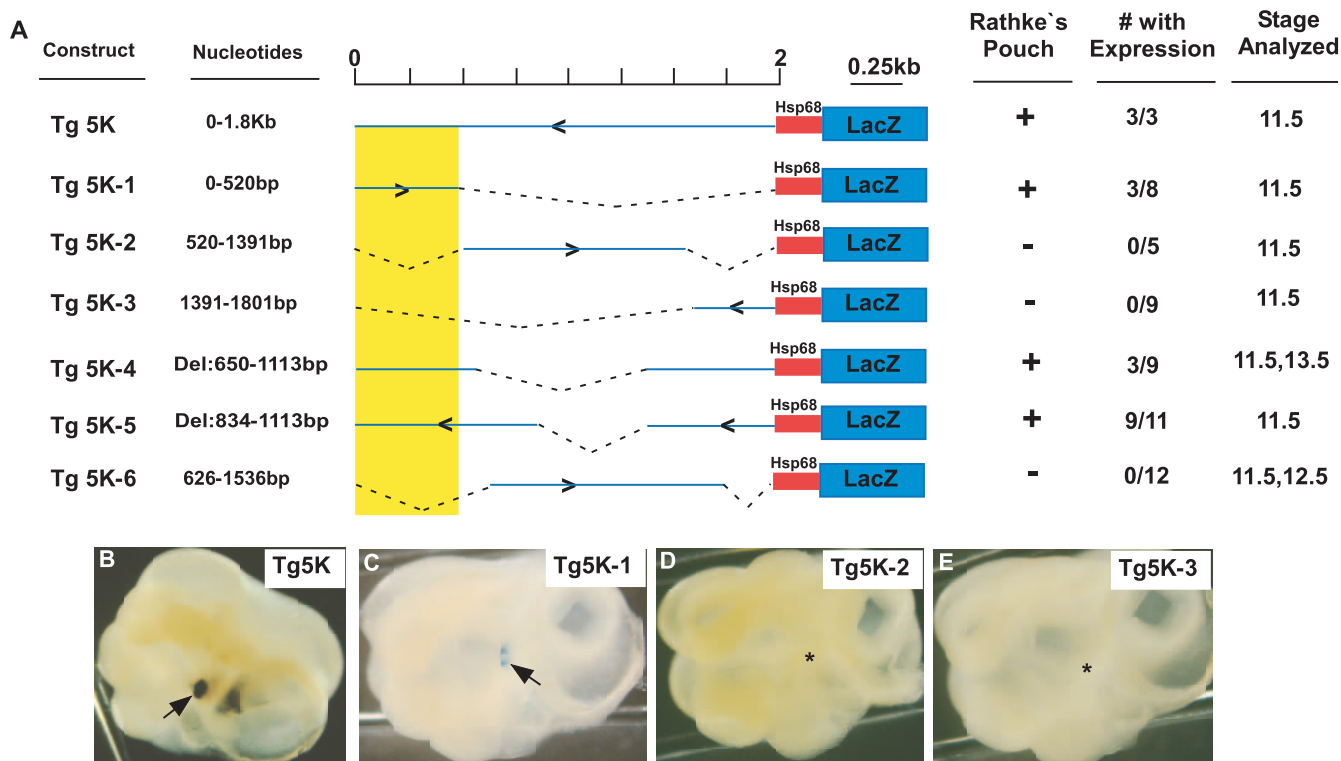 A
Construct Nucleotides 0 2 0.25kb Rathke`s Pouch # with Expression Stage Analyzed
Tg 5K 0-1.8Kb < Hsp68 LacZ + 3/3 11.5
Tg 5K-1 0-520bp > Hsp68 LacZ + 3/8 11.5
Tg 5K-2 520-1391bp > Hsp68 LacZ - 0/5 11.5
Tg 5K-3 1391-1801bp < Hsp68 LacZ - 0/9 11.5
Tg 5K-4 Del:650-1113bp Hsp68 LacZ + 3/9 11.5,13.5
Tg 5K-5 Del:834-1113bp < < Hsp68 LacZ + 9/11 11.5
Tg 5K-6 626-1536bp > Hsp68 LacZ - 0/12 11.5,12.5
B Tg5K
C Tg5K-1
D Tg5K-2 *
E Tg5K-3 *